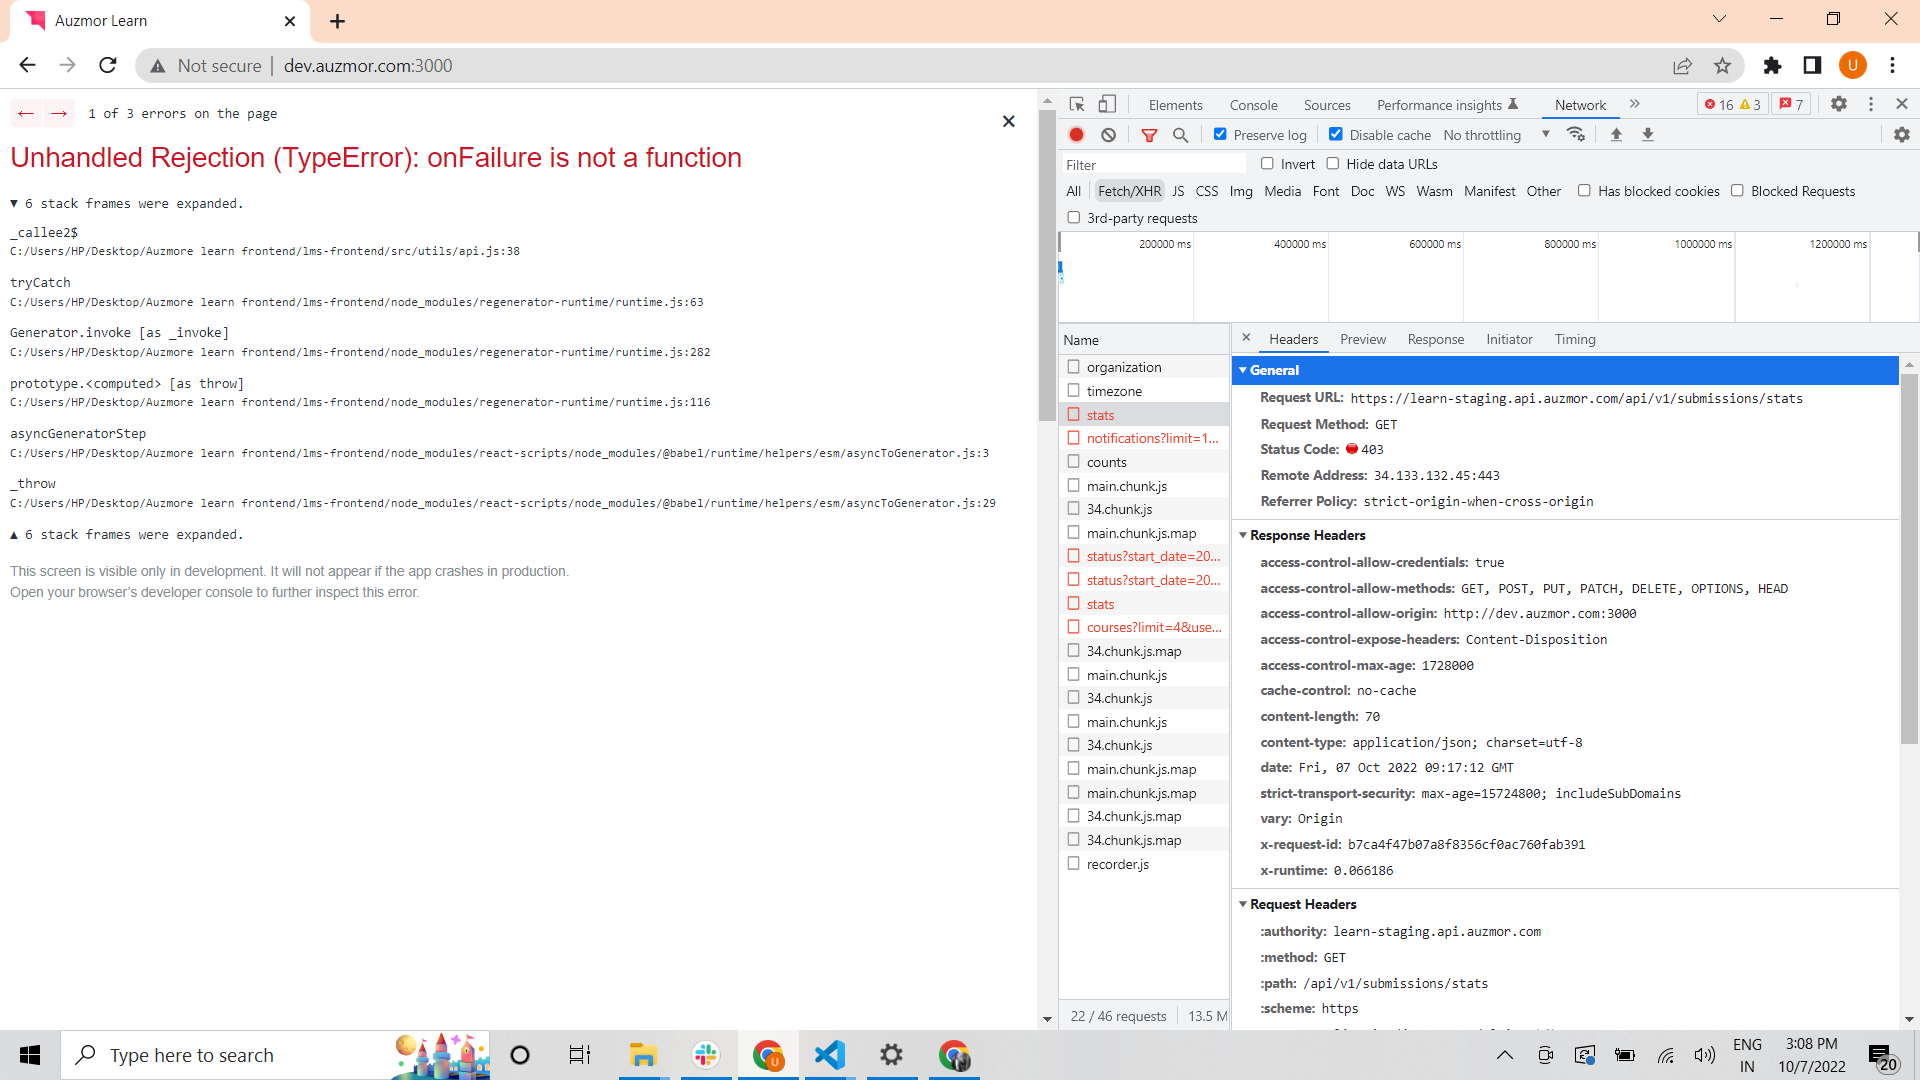 Auzmor Learn
Not secure
dev.auzmor.com:3000
U
1 of 3 errors on the page
Unhandled Rejection (TypeError): onFailure is not a function
▼ 6 stack frames were expanded.
_callee2$
C:/Users/HP/Desktop/Auzmore learn frontend/lms-frontend/src/utils/api.js:38
tryCatch
C:/Users/HP/Desktop/Auzmore learn frontend/lms-frontend/node_modules/regenerator-runtime/runtime.js:63
Generator.invoke [as _invoke]
C:/Users/HP/Desktop/Auzmore learn frontend/lms-frontend/node_modules/regenerator-runtime/runtime.js:282
prototype.<computed> [as throw]
C:/Users/HP/Desktop/Auzmore learn frontend/lms-frontend/node_modules/regenerator-runtime/runtime.js:116
asyncGeneratorStep
C:/Users/HP/Desktop/Auzmore learn frontend/lms-frontend/node_modules/react-scripts/node_modules/@babel/runtime/helpers/esm/asyncToGenerator.js:3
_throw
C:/Users/HP/Desktop/Auzmore learn frontend/lms-frontend/node_modules/react-scripts/node_modules/@babel/runtime/helpers/esm/asyncToGenerator.js:29
▲ 6 stack frames were expanded.
This screen is visible only in development. It will not appear if the app crashes in production.
Open your browser's developer console to further inspect this error.
Elements Console Sources Performance insights Network 16 3 7
Preserve log Disable cache No throttling
Filter Invert Hide data URLs
All Fetch/XHR JS CSS Img Media Font Doc WS Wasm Manifest Other Has blocked cookies Blocked Requests
3rd-party requests
200000 ms 400000 ms 600000 ms 800000 ms 1000000 ms 1200000 ms
Name
organization
timezone
stats
notifications?limit=1...
counts
main.chunk.js
34.chunk.js
main.chunk.js.map
status?start_date=20...
status?start_date=20...
stats
courses?limit=4&use...
34.chunk.js.map
main.chunk.js
34.chunk.js
main.chunk.js
34.chunk.js
main.chunk.js.map
main.chunk.js.map
34.chunk.js.map
34.chunk.js.map
recorder.js
22 / 46 requests 13.5 M
Headers Preview Response Initiator Timing
General
Request URL: https://learn-staging.api.auzmor.com/api/v1/submissions/stats
Request Method: GET
Status Code: 403
Remote Address: 34.133.132.45:443
Referrer Policy: strict-origin-when-cross-origin
Response Headers
access-control-allow-credentials: true
access-control-allow-methods: GET, POST, PUT, PATCH, DELETE, OPTIONS, HEAD
access-control-allow-origin: http://dev.auzmor.com:3000
access-control-expose-headers: Content-Disposition
access-control-max-age: 1728000
cache-control: no-cache
content-length: 70
content-type: application/json; charset=utf-8
date: Fri, 07 Oct 2022 09:17:12 GMT
strict-transport-security: max-age=15724800; includeSubDomains
vary: Origin
x-request-id: b7ca4f47b07a8f8356cf0ac760fab391
x-runtime: 0.066186
Request Headers
:authority: learn-staging.api.auzmor.com
:method: GET
:path: /api/v1/submissions/stats
:scheme: https
Type here to search
U
ENG
IN
3:08 PM
10/7/2022
20